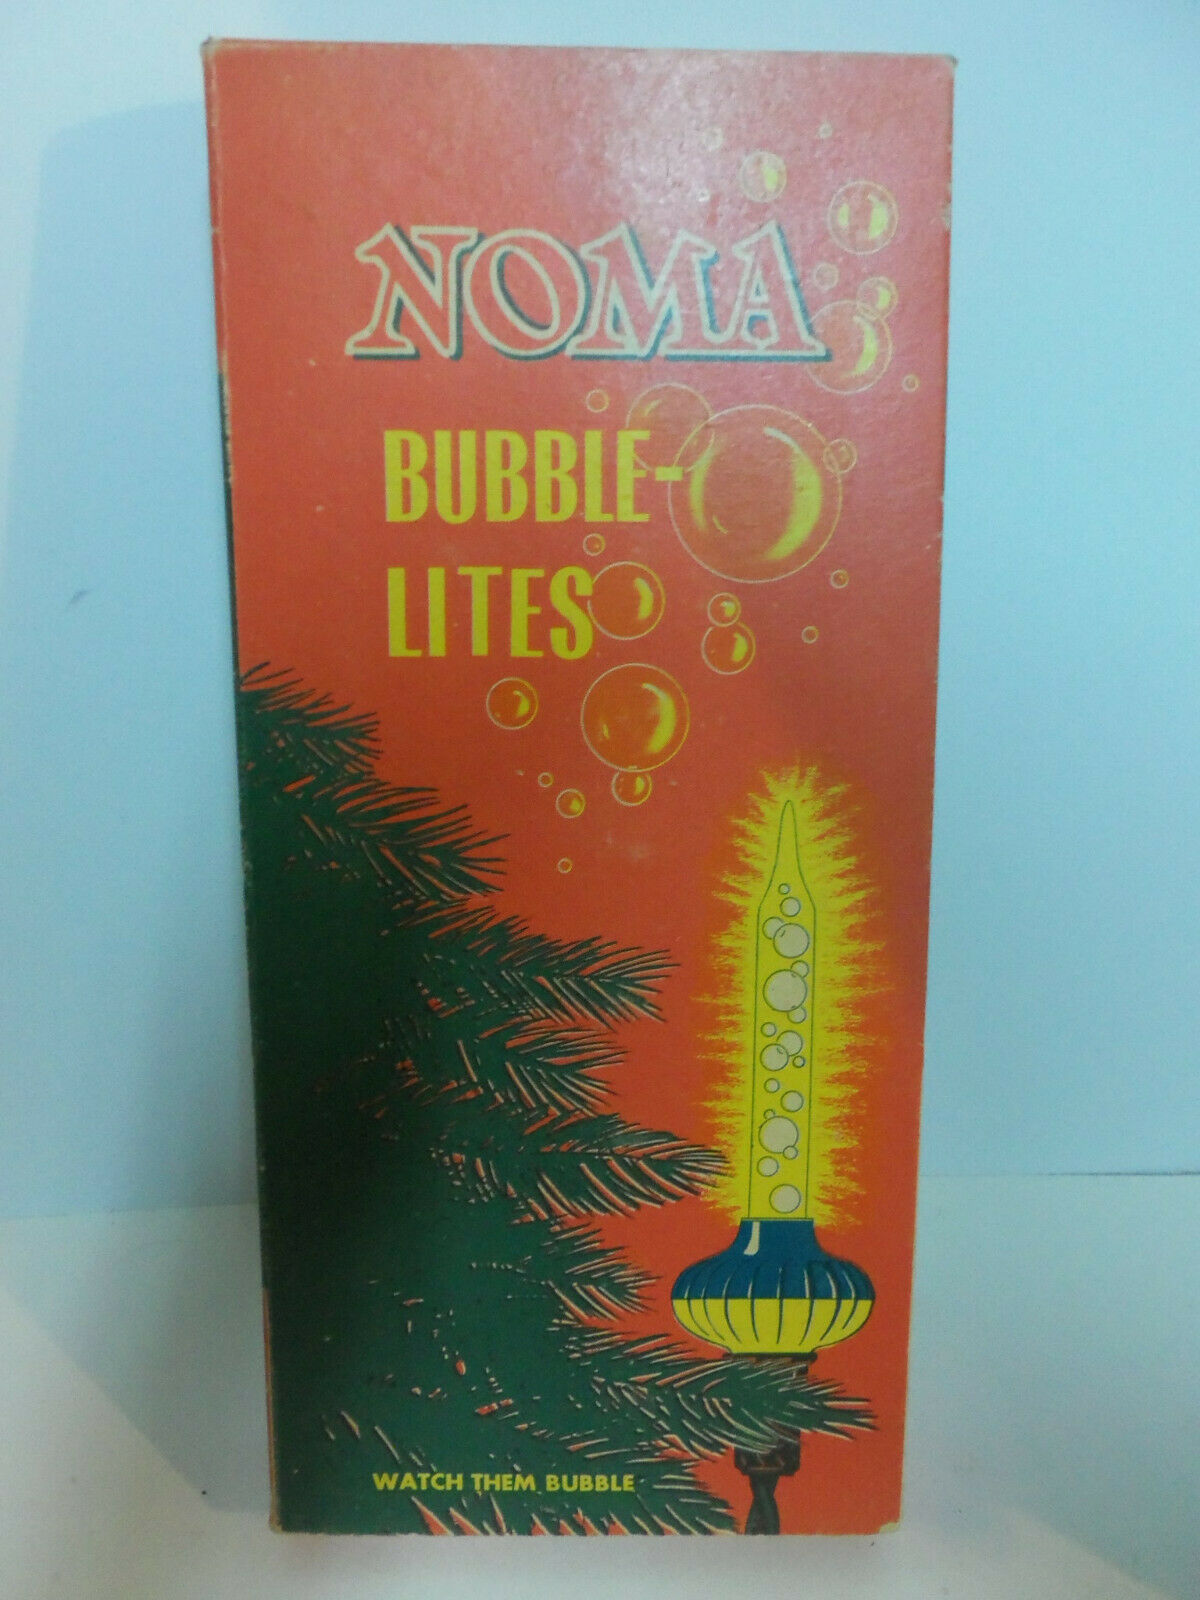 NOMA
BUBBLE-
LITES
WATCH THEM BUBBLE